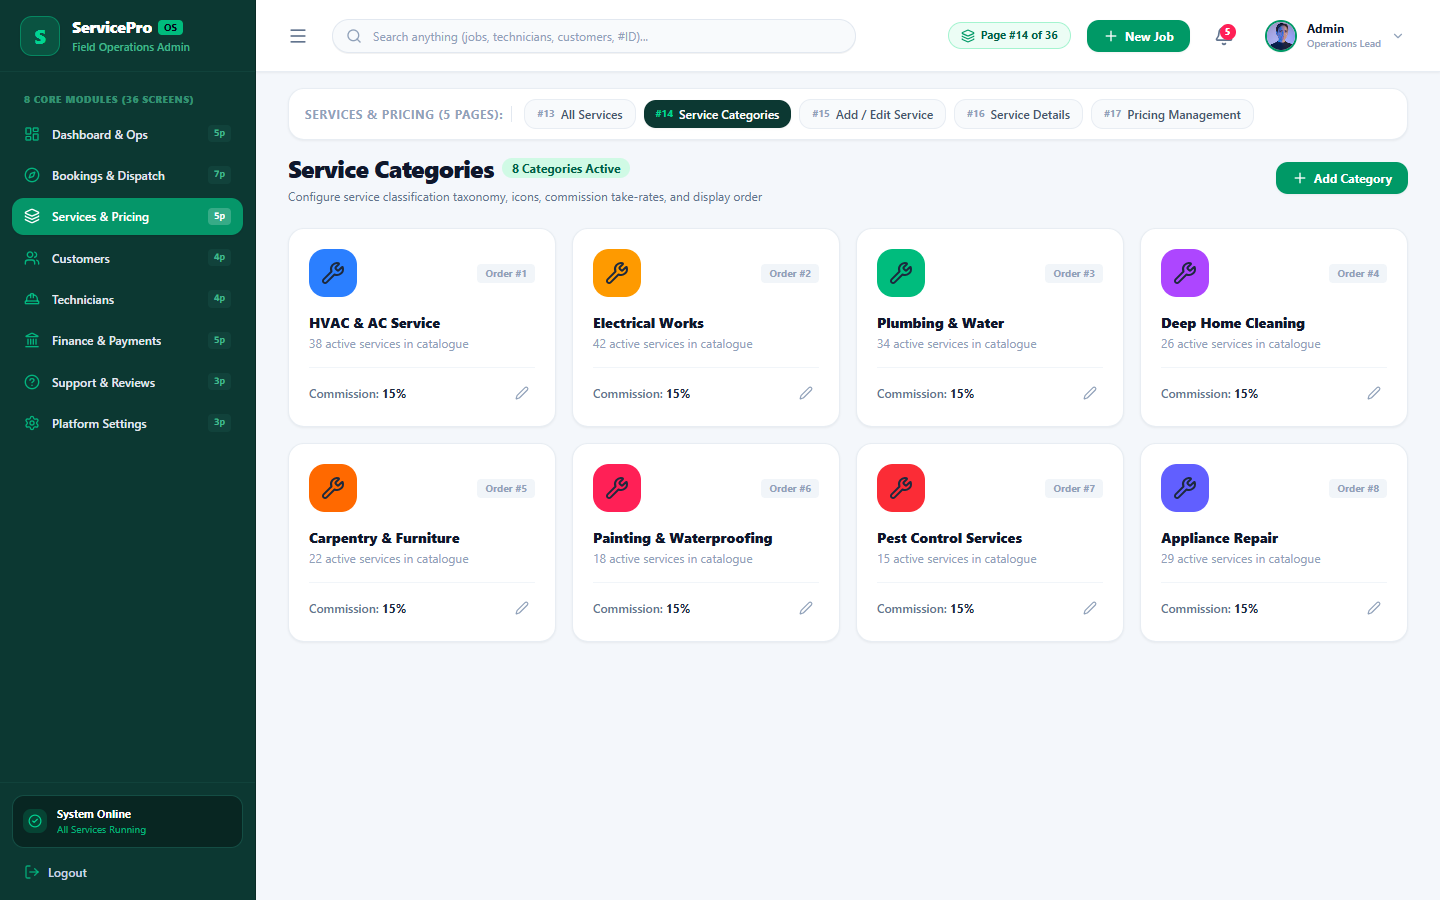 S
ServicePro OS
Field Operations Admin
8 CORE MODULES (36 SCREENS)
Dashboard & Ops 5p
Bookings & Dispatch 7p
Services & Pricing 5p
Customers 4p
Technicians 4p
Finance & Payments 5p
Support & Reviews 3p
Platform Settings 3p
System Online
All Services Running
Logout
Search anything (jobs, technicians, customers, #ID)...
Page #14 of 36
New Job
5
Admin
Operations Lead
SERVICES & PRICING (5 PAGES):
#13 All Services
#14 Service Categories
#15 Add / Edit Service
#16 Service Details
#17 Pricing Management
Service Categories
8 Categories Active
Configure service classification taxonomy, icons, commission take-rates, and display order
Add Category
Order #1
HVAC & AC Service
38 active services in catalogue
Commission: 15%
Order #2
Electrical Works
42 active services in catalogue
Commission: 15%
Order #3
Plumbing & Water
34 active services in catalogue
Commission: 15%
Order #4
Deep Home Cleaning
26 active services in catalogue
Commission: 15%
Order #5
Carpentry & Furniture
22 active services in catalogue
Commission: 15%
Order #6
Painting & Waterproofing
18 active services in catalogue
Commission: 15%
Order #7
Pest Control Services
15 active services in catalogue
Commission: 15%
Order #8
Appliance Repair
29 active services in catalogue
Commission: 15%